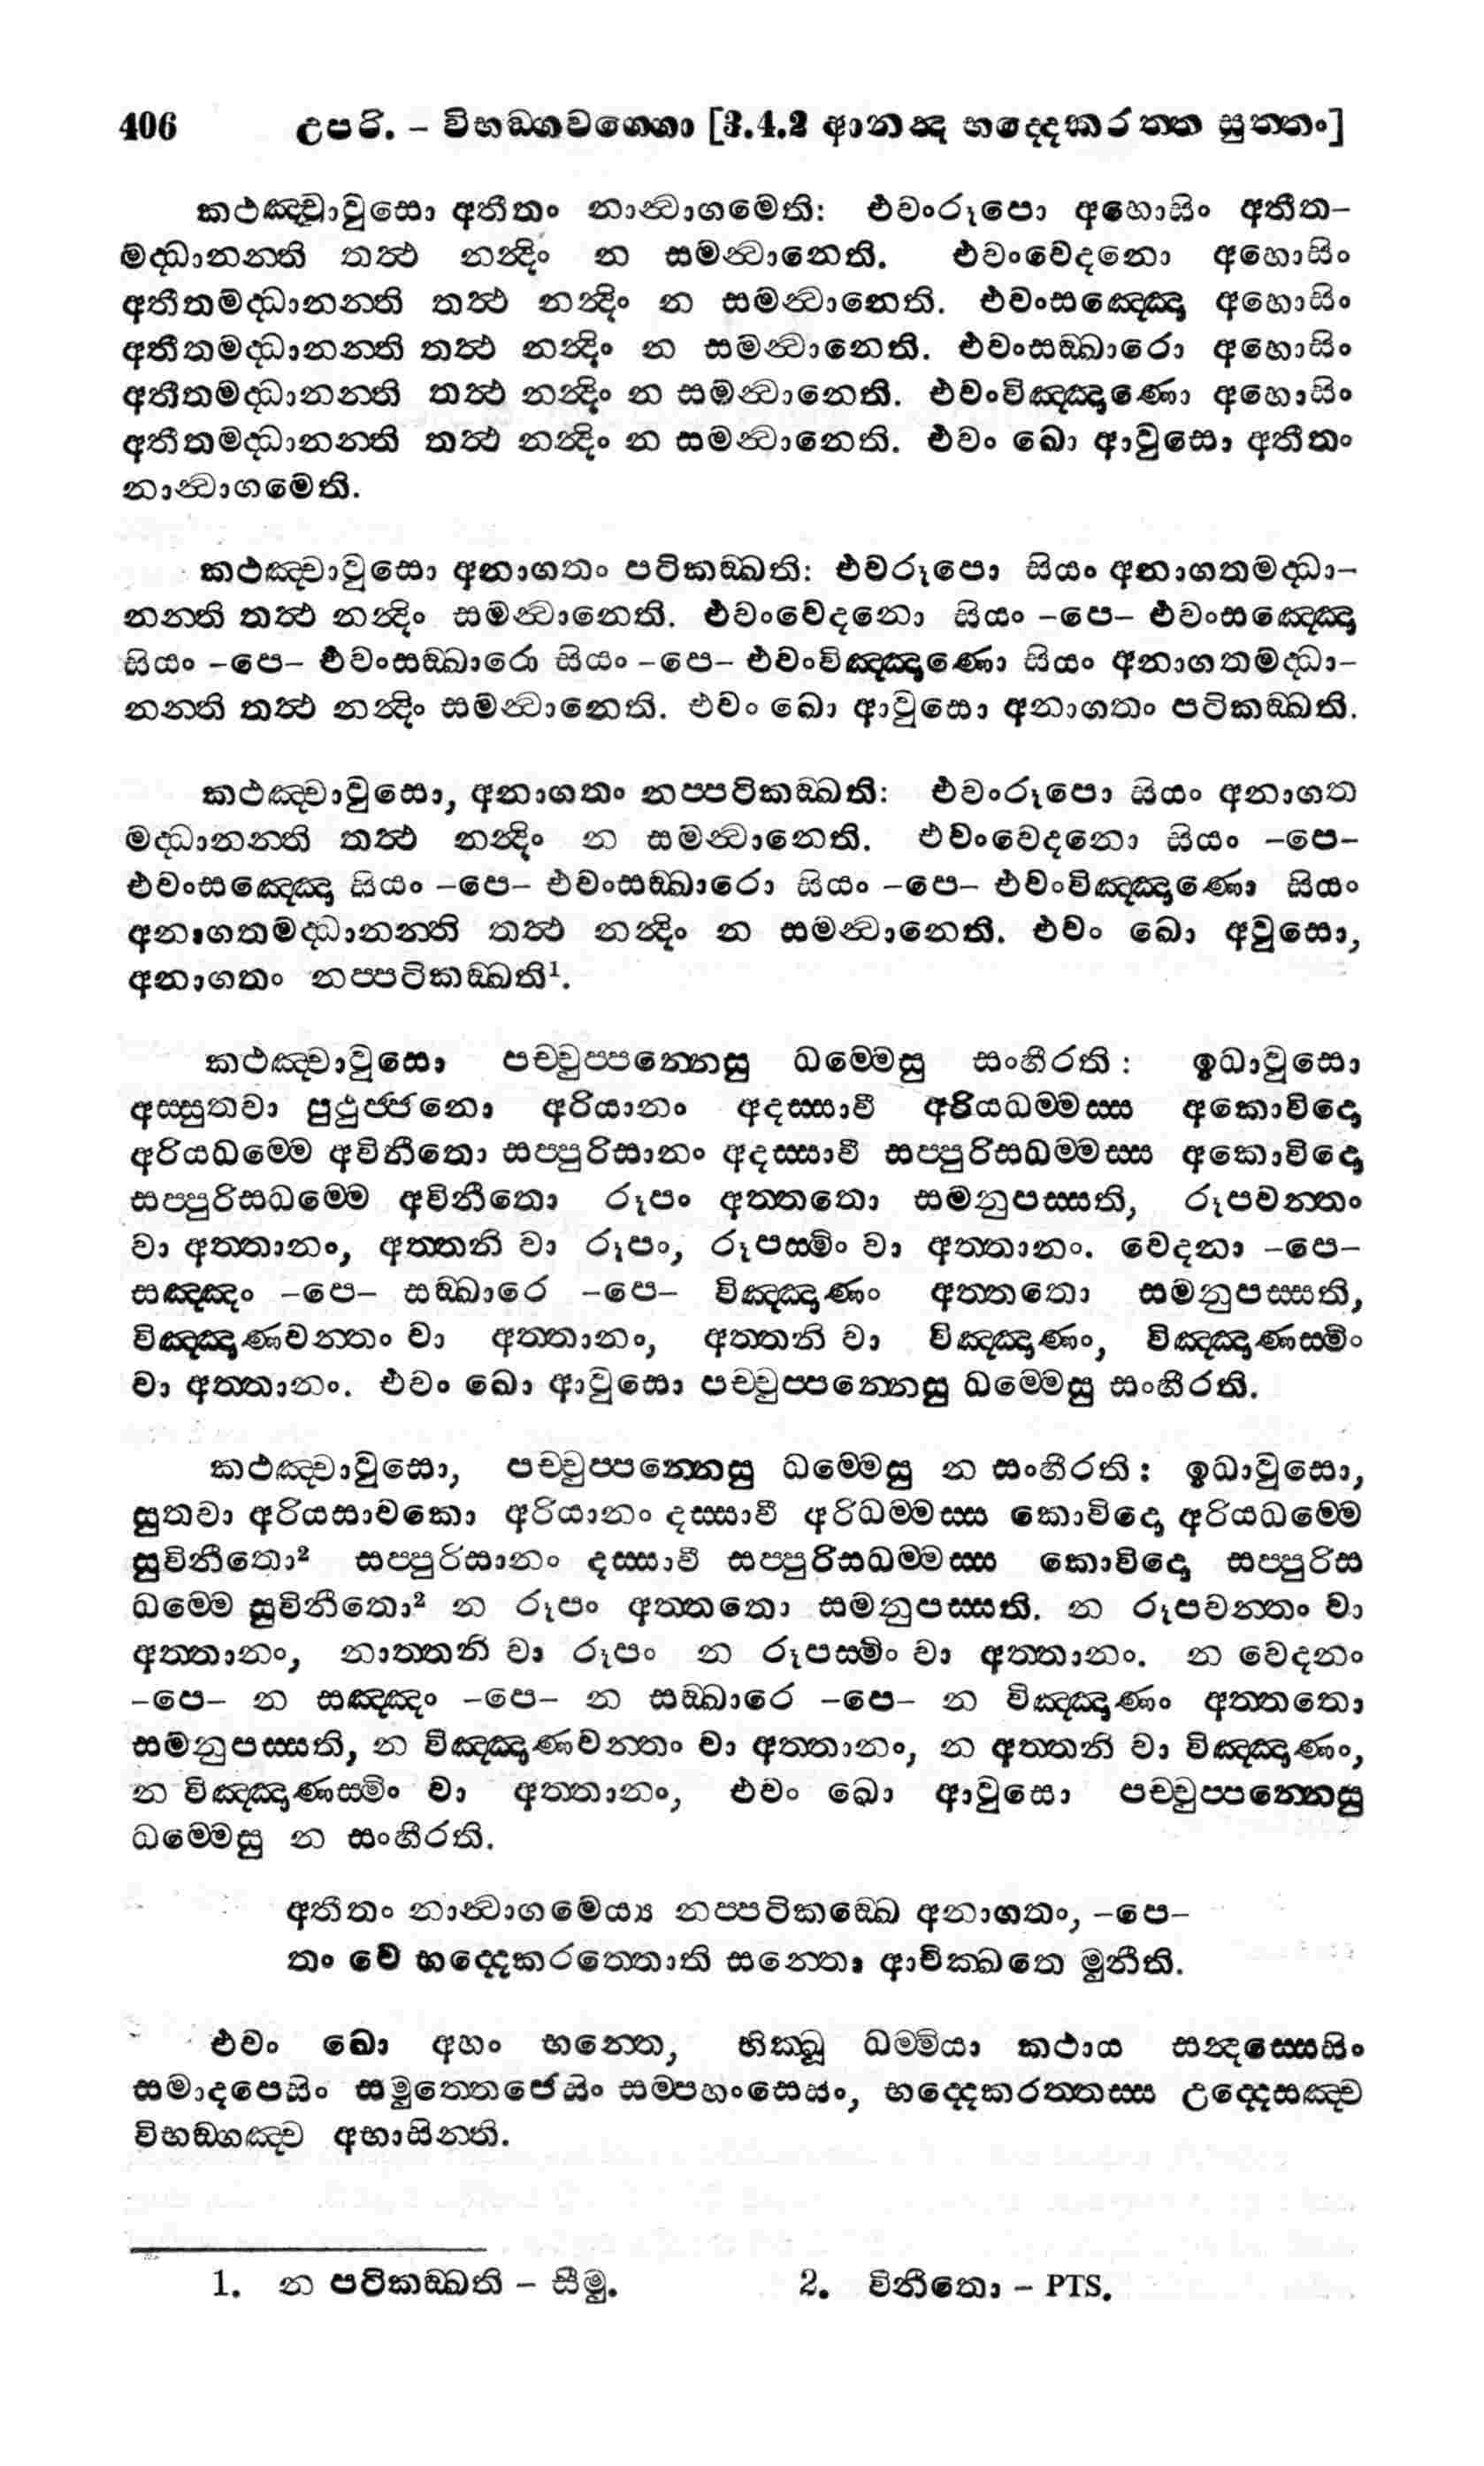 406 උපරි. – විභඞ්ගවග්ගො [3.4.2 ආනන්ද භද්දෙකරත්ත සුත්තං]
කථඤ්චාවුසො අතීතං නාන්වාගමෙති: එවංරූපො අහොසිං අතීත–
මද්ධානන්ති තත්ථ නන්දිං න සමන්වානෙති. එවංවෙදනො අහොසිං
අතීතමද්ධානන්ති තත්ථ නන්දිං න සමන්වානෙති. එවංසඤ්ඤො අහොසිං
අතීතමද්ධානන්ති තත්ථ නන්දිං න සමන්වානෙති. එවංසඞ්ඛාරො අහොසිං
අතීතමද්ධානන්ති තත්ථ නන්දිං න සමන්වානෙති. එවංවිඤ්ඤාණො අහොසිං
අතීතමද්ධානන්ති තත්ථ නන්දිං න සමන්වානෙති. එවං ඛො ආවුසො අතීතං
නාන්වාගමෙති.
කථඤ්චාවුසො අනාගතං පටිකඞ්ඛති: එවරූපො සියං අනාගතමද්ධා–
නන්ති තත්ථ නන්දිං සමන්වානෙති. එවංවෙදනො සියං –පෙ– එවංසඤ්ඤො
සියං –පෙ– එවංසඞ්ඛාරො සියං –පෙ– එවංවිඤ්ඤාණො සියං අනාගතමද්ධා–
නන්ති තත්ථ නන්දිං සමන්වානෙති. එවං ඛො ආවුසො අනාගතං පටිකඞ්ඛති.
කථඤ්චාවුසො, අනාගතං නප්පටිකඞ්ඛති: එවංරූපො සියං අනාගත
මද්ධානන්ති තත්ථ නන්දිං න සමන්වානෙති. එවංවෙදනො සියං –පෙ–
එවංසඤ්ඤො සියං –පෙ– එවංසඞ්ඛාරො සියං –පෙ– එවංවිඤ්ඤාණො සියං
අනාගතමද්ධානන්ති තත්ථ නන්දිං න සමන්වානෙති. එවං ඛො අවුසො,
අනාගතං නප්පටිකඞ්ඛති¹.
කථඤ්චාවුසො පච්චුප්පන්නෙසු ධම්මෙසු සංහීරති: ඉධාවුසො
අස්සුතවා පුථුජ්ජනො අරියානං අදස්සාවී අරියධම්මස්ස අකොවිදො
අරියධම්මෙ අවිනීතො සප්පුරිසානං අදස්සාවී සප්පුරිසධම්මස්ස අකොවිදො
සප්පුරිසධම්මෙ අවිනීතො රූපං අත්තතො සමනුපස්සති, රූපවන්තං
වා අත්තානං, අත්තනි වා රූපං, රූපස්මිං වා අත්තානං. වෙදනා –පෙ–
සඤ්ඤං –පෙ– සඞ්ඛාරෙ –පෙ– විඤ්ඤාණං අත්තතො සමනුපස්සති,
විඤ්ඤාණවන්තං වා අත්තානං, අත්තනි වා විඤ්ඤාණං, විඤ්ඤාණස්මිං
වා අත්තානං. එවං ඛො ආවුසො පච්චුප්පන්නෙසු ධම්මෙසු සංහීරති.
කථඤ්චාවුසො, පච්චුප්පන්නෙසු ධම්මෙසු න සංහීරති: ඉධාවුසො,
සුතවා අරියසාවකො අරියානං දස්සාවී අරිධම්මස්ස කොවිදො අරියධම්මෙ
සුවිනීතො² සප්පුරිසානං දස්සාවී සප්පුරිසධම්මස්ස කොවිදො සප්පුරිස
ධම්මෙ සුවිනීතො² න රූපං අත්තතො සමනුපස්සති. න රූපවන්තං වා
අත්තානං, නාත්තනි වා රූපං න රූපස්මිං වා අත්තානං. න වෙදනං
–පෙ– න සඤ්ඤං –පෙ– න සඞ්ඛාරෙ –පෙ– න විඤ්ඤාණං අත්තතො
සමනුපස්සති, න විඤ්ඤාණවන්තං වා අත්තානං, න අත්තනි වා විඤ්ඤාණං,
න විඤ්ඤාණස්මිං වා අත්තානං, එවං ඛො ආවුසො පච්චුප්පන්නෙසු
ධම්මෙසු න සංහීරති.
අතීතං නාන්වාගමෙය්‍ය නප්පටිකඞ්ඛෙ අනාගතං, –පෙ–
තං වෙ භද්දෙකරත්තොති සන්තො ආචික්ඛතෙ මුනීති.
එවං ඛො අහං භන්තෙ, භික්ඛූ ධම්මියා කථාය සන්දස්සෙසිං
සමාදපෙසිං සමුත්තෙජෙසිං සම්පහංසෙසං, භද්දෙකරත්තස්ස උද්දෙසඤ්ච
විභඞ්ගඤ්ච අභාසින්ති.
1. න පටිකඞ්ඛති – සීමු. 2. විනීතො – PTS.